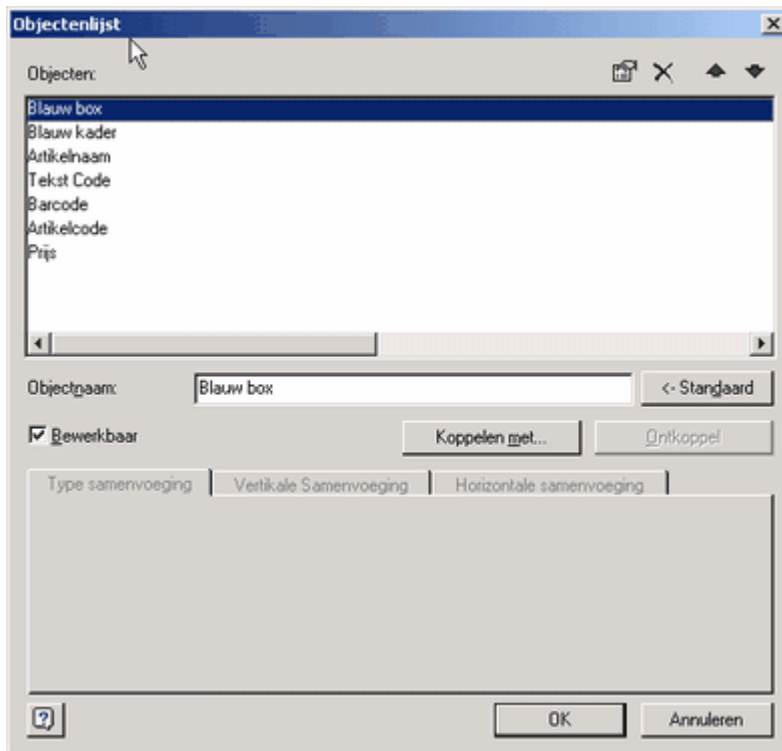 Objectenlijst
Objecten:
Blauw box
Blauw kader
Artikelnaam
Tekst Code
Barcode
Artikelcode
Prijs
Objectnaam: Blauw box <- Standaard
Bewerkbaar Koppelen met... Ontkoppel
Type samenvoeging Vertikale Samenvoeging Horizontale samenvoeging
OK Annuleren